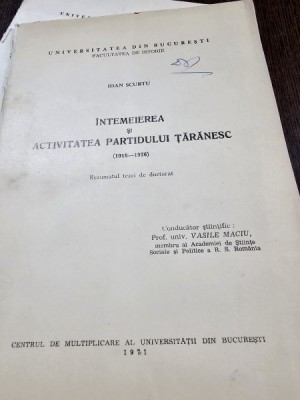 UNIVERSITATEA DIN BUCUREȘTI
FACULTATEA DE ISTORIE
IOAN SCURTU
ÎNTEMEIEREA
ȘI
ACTIVITATEA PARTIDULUI ȚĂRĂNESC
(1918—1926)
Rezumatul tezei de doctorat
Conducător științific:
Prof. univ. VASILE MACIU,
membru al Academiei de Științe
Sociale și Politice a R. S. România
CENTRUL DE MULTIPLICARE AL UNIVERSITĂȚII DIN BUCUREȘTI
1971